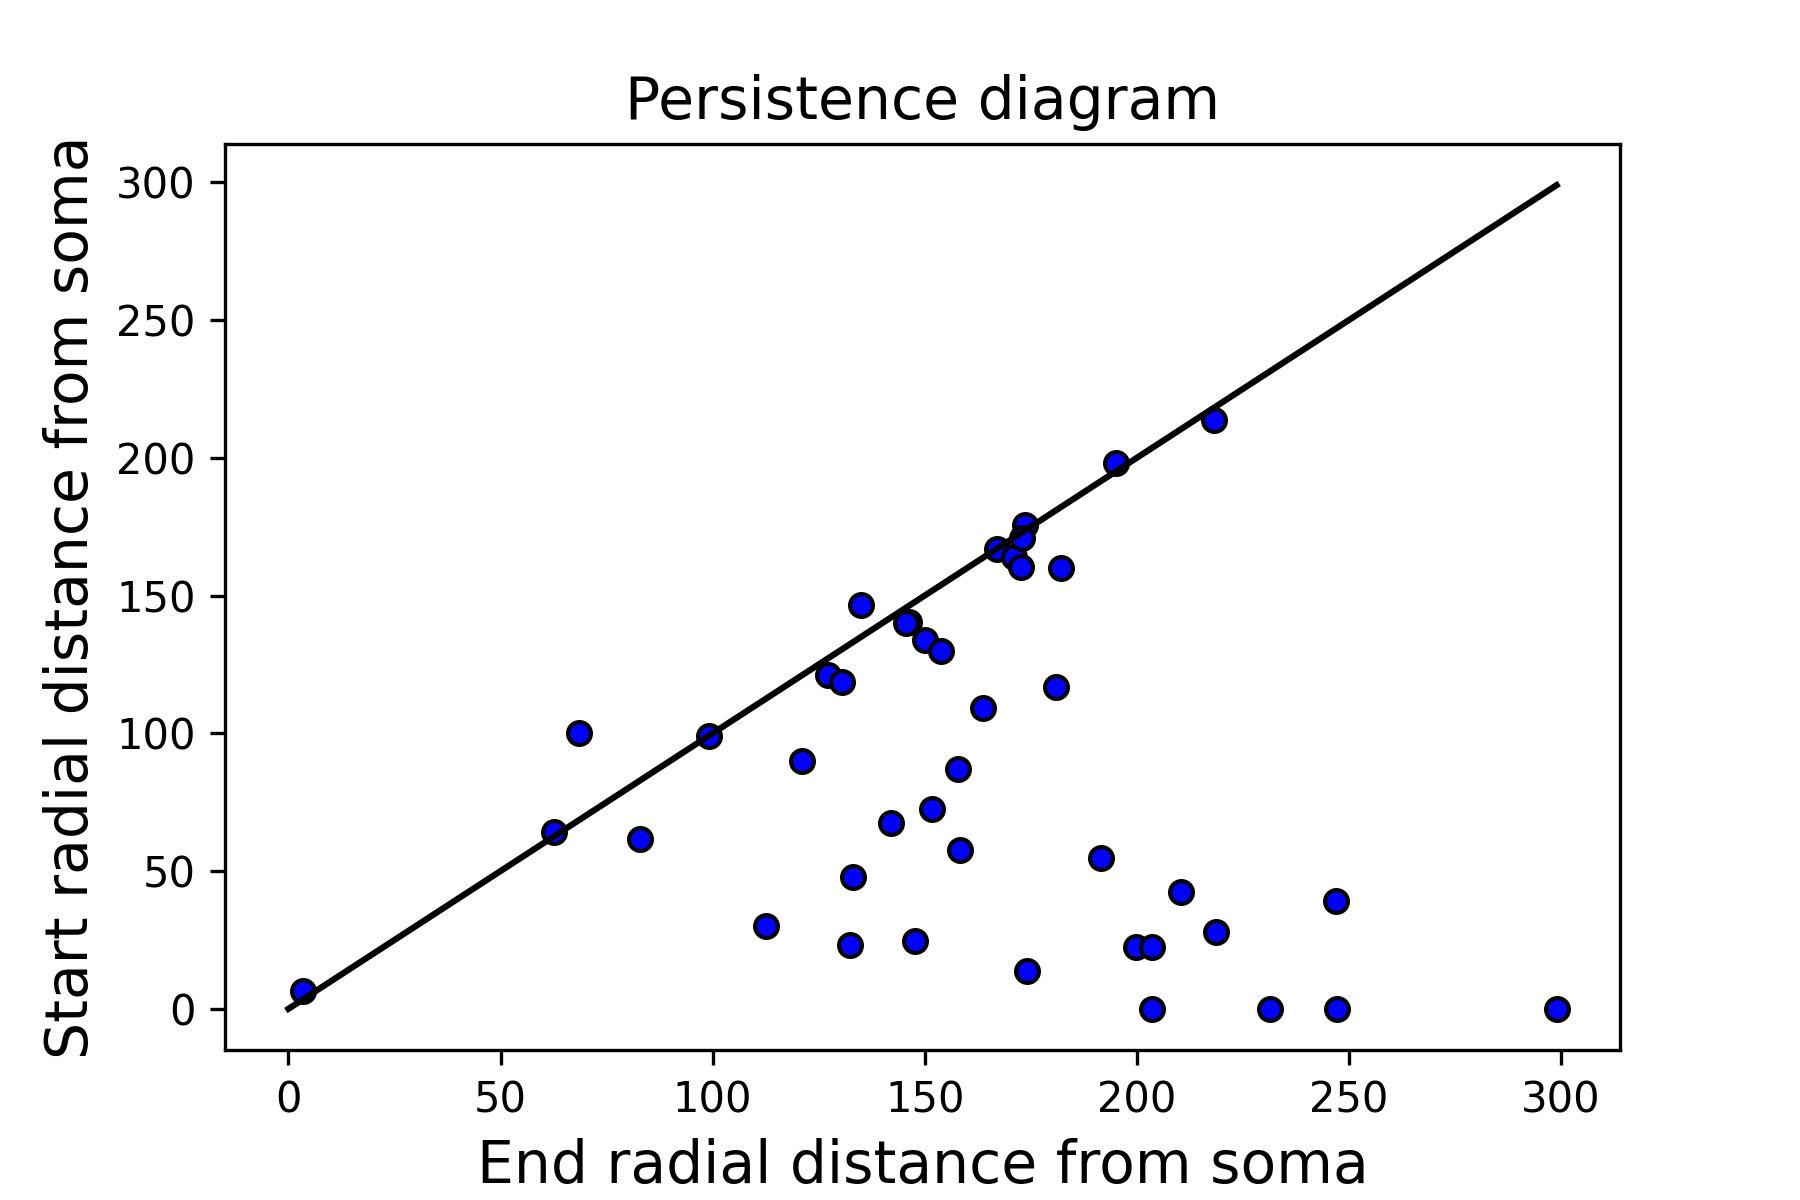 Persistence diagram
Start radial distance from soma
300
250
200
150
100
50
0
0 50 100 150 200 250 300
End radial distance from soma